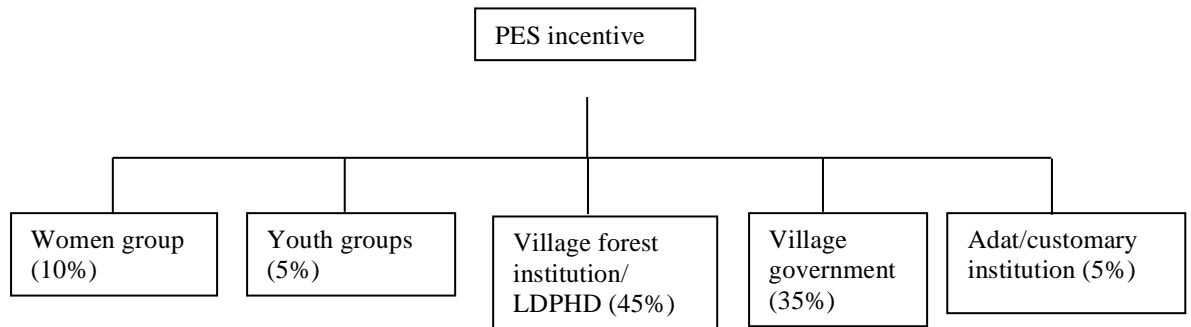 PES incentive
Women group
(10%)
Youth groups
(5%)
Village forest
institution/
LDPHD (45%)
Village
government
(35%)
Adat/customary
institution (5%)